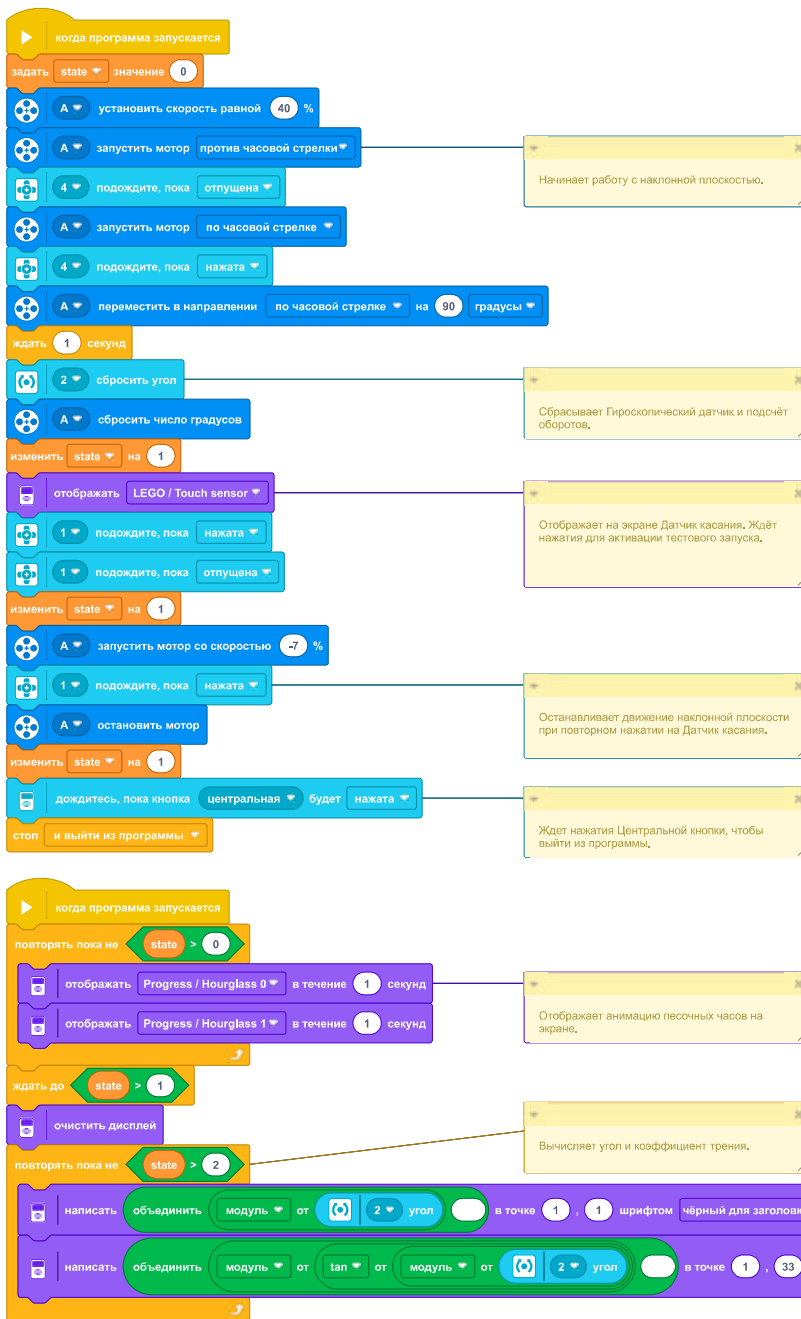 когда программа запускается
задать state значение 0
A установить скорость равной 40 %
A запустить мотор против часовой стрелки
Начинает работу с наклонной плоскостью.
4 подождите, пока отпущена
A запустить мотор по часовой стрелке
4 подождите, пока нажата
A переместить в направлении по часовой стрелке на 90 градусы
ждать 1 секунд
2 сбросить угол
Сбрасывает Гироскопический датчик и подсчёт
оборотов.
A сбросить число градусов
изменить state на 1
отображать LEGO / Touch sensor
Отображает на экране Датчик касания. Ждёт
нажатия для активации тестового запуска.
1 подождите, пока нажата
1 подождите, пока отпущена
изменить state на 1
A запустить мотор со скоростью -7 %
1 подождите, пока нажата
Останавливает движение наклонной плоскости
при повторном нажатии на Датчик касания.
A остановить мотор
изменить state на 1
дождитесь, пока кнопка центральная будет нажата
Ждет нажатия Центральной кнопки, чтобы
выйти из программы.
стоп и выйти из программы
когда программа запускается
повторять пока не state > 0
отображать Progress / Hourglass 0 в течение 1 секунд
Отображает анимацию песочных часов на
экране.
отображать Progress / Hourglass 1 в течение 1 секунд
ждать до state > 1
очистить дисплей
Вычисляет угол и коэффициент трения.
повторять пока не state > 2
написать объединить модуль от 2 угол в точке 1 , 1 шрифтом чёрный для заголовк
написать объединить модуль от tan от модуль от 2 угол в точке 1 , 33